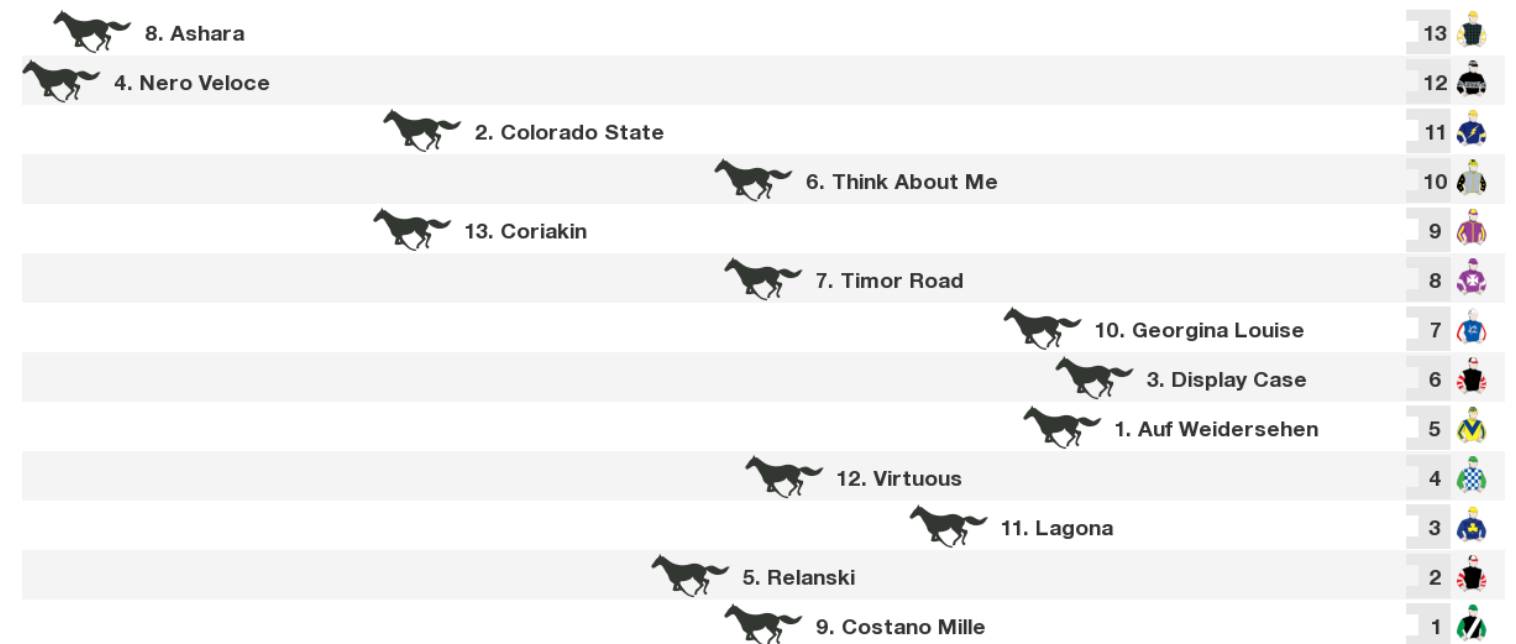 8. Ashara 13
4. Nero Veloce 12
2. Colorado State 11
6. Think About Me 10
13. Coriakin 9
7. Timor Road 8
10. Georgina Louise 7
3. Display Case 6
1. Auf Weidersehen 5
12. Virtuous 4
11. Lagona 3
5. Relanski 2
9. Costano Mille 1